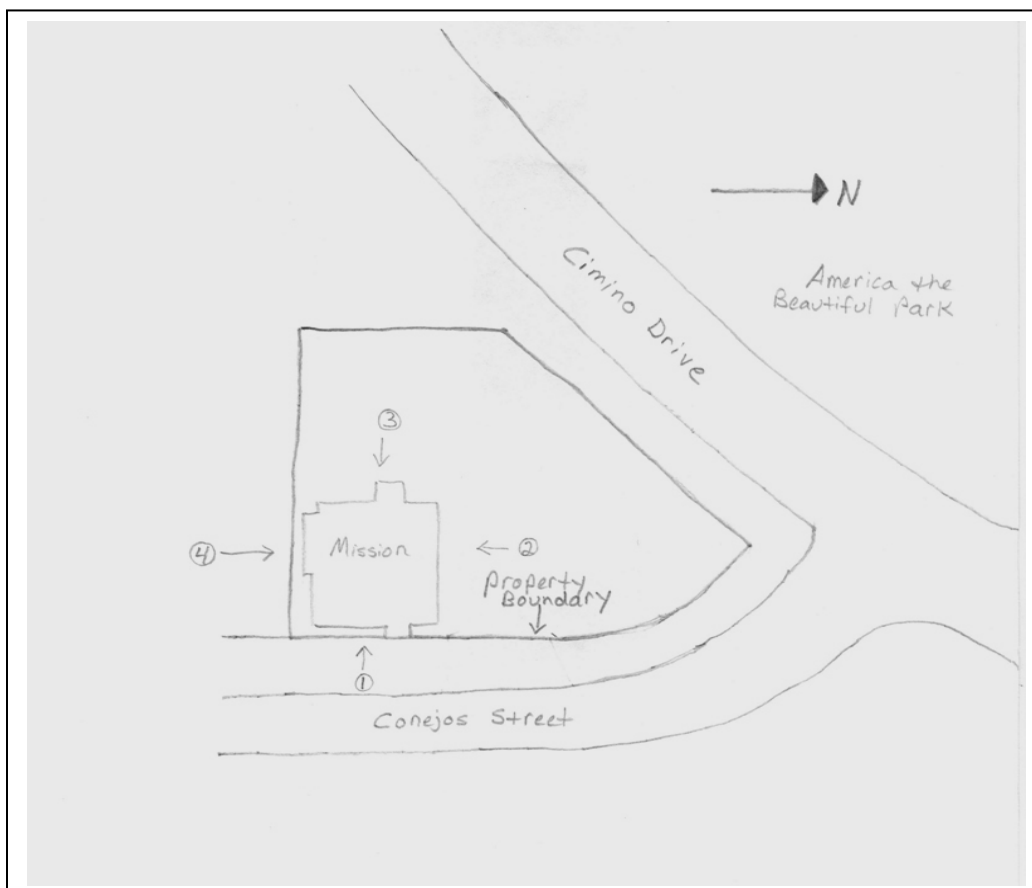 N
America the
Beautiful Park
Cimino Drive
③
④
Mission
②
Property
Boundary
①
Conejos Street